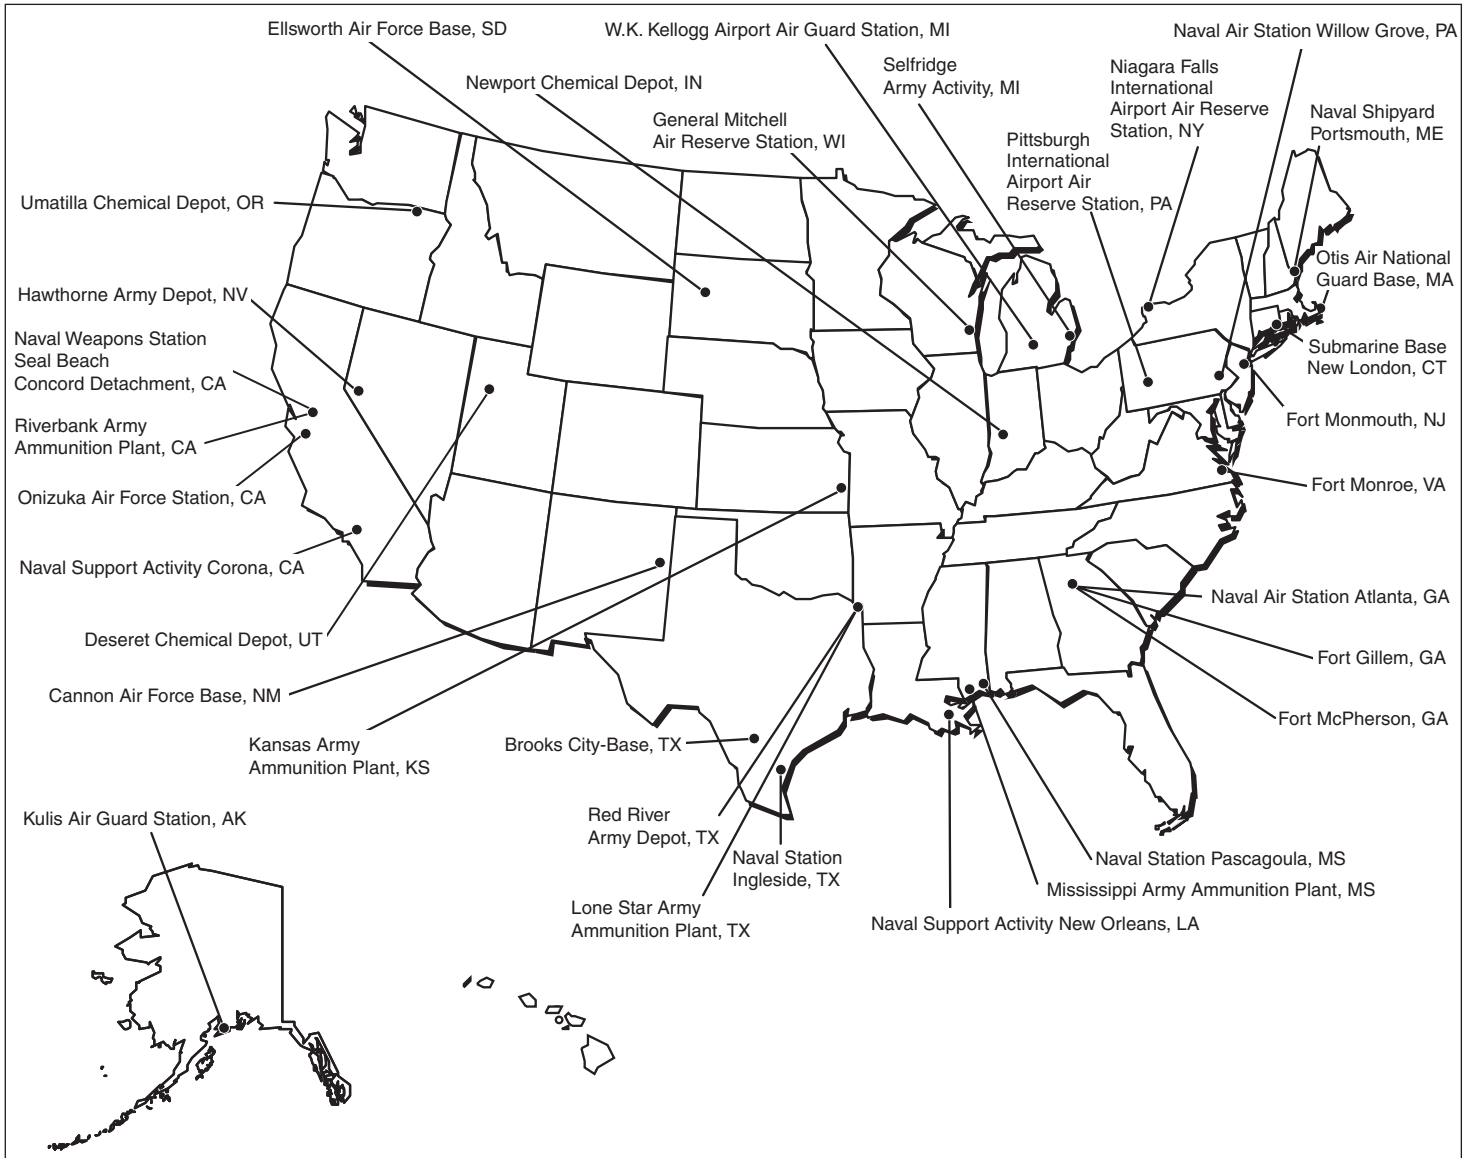 Ellsworth Air Force Base, SD
W.K. Kellogg Airport Air Guard Station, MI
Naval Air Station Willow Grove, PA
Newport Chemical Depot, IN
Selfridge
Army Activity, MI
Niagara Falls
International
Airport Air Reserve
Station, NY
General Mitchell
Air Reserve Station, WI
Naval Shipyard
Portsmouth, ME
Pittsburgh
International
Airport Air
Reserve Station, PA
Umatilla Chemical Depot, OR
Otis Air National
Guard Base, MA
Hawthorne Army Depot, NV
Naval Weapons Station
Seal Beach
Concord Detachment, CA
Submarine Base
New London, CT
Riverbank Army
Ammunition Plant, CA
Fort Monmouth, NJ
Onizuka Air Force Station, CA
Fort Monroe, VA
Naval Support Activity Corona, CA
Naval Air Station Atlanta, GA
Deseret Chemical Depot, UT
Fort Gillem, GA
Cannon Air Force Base, NM
Fort McPherson, GA
Kansas Army
Ammunition Plant, KS
Brooks City-Base, TX
Red River
Army Depot, TX
Kulis Air Guard Station, AK
Naval Station
Ingleside, TX
Naval Station Pascagoula, MS
Mississippi Army Ammunition Plant, MS
Lone Star Army
Ammunition Plant, TX
Naval Support Activity New Orleans, LA